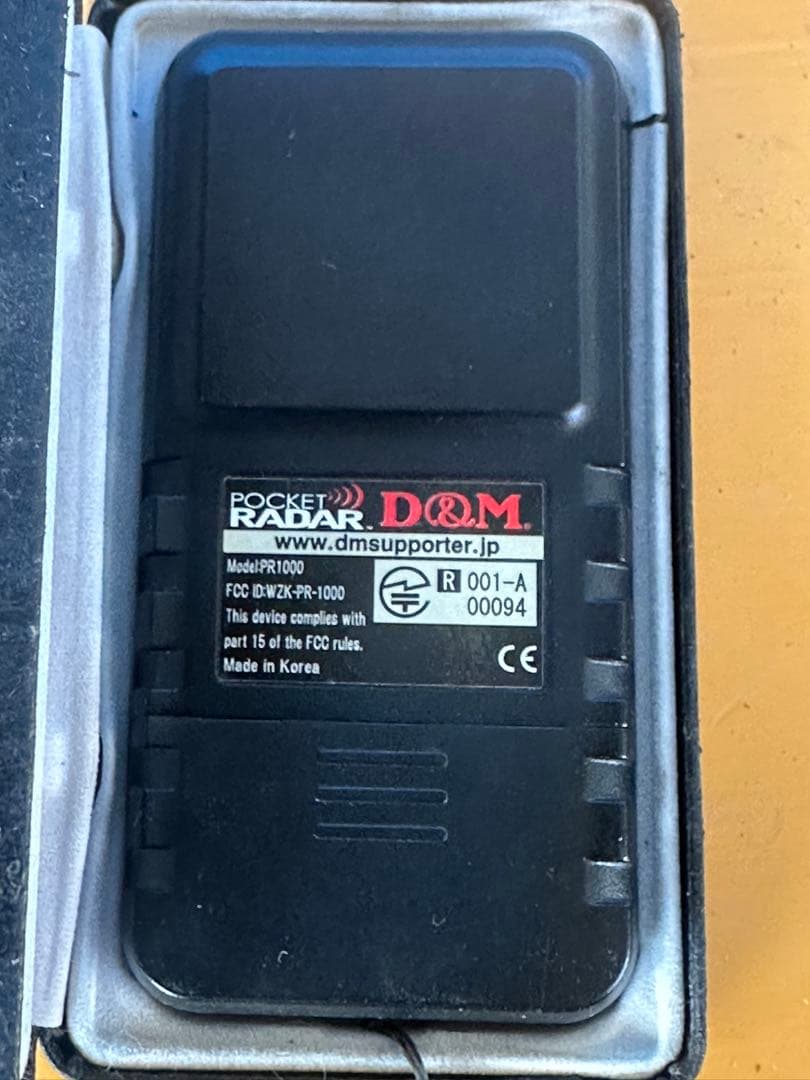 POCKET
RADAR™ D&M®
www.dmsupporter.jp
Model:PR1000
FCC ID:WZK-PR-1000
This device complies with
part 15 of the FCC rules.
Made in Korea
R 001-A
00094
CE